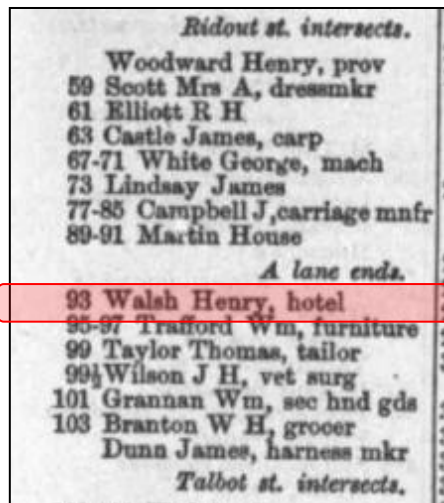 Ridout st. intersects.
Woodward Henry, prov
59 Scott Mrs A, dressmkr
61 Elliott R H
63 Castle James, carp
67-71 White George, mach
73 Lindsay James
77-85 Campbell J,carriage mnfr
89-91 Martin House
A lane ends.
93 Walsh Henry, hotel
95-97 Trafford Wm, furniture
99 Taylor Thomas, tailor
99½ Wilson J H, vet surg
101 Grannan Wm, sec hnd gds
103 Branton W H, grocer
Dunn James, harness mkr
Talbot st. intersects.